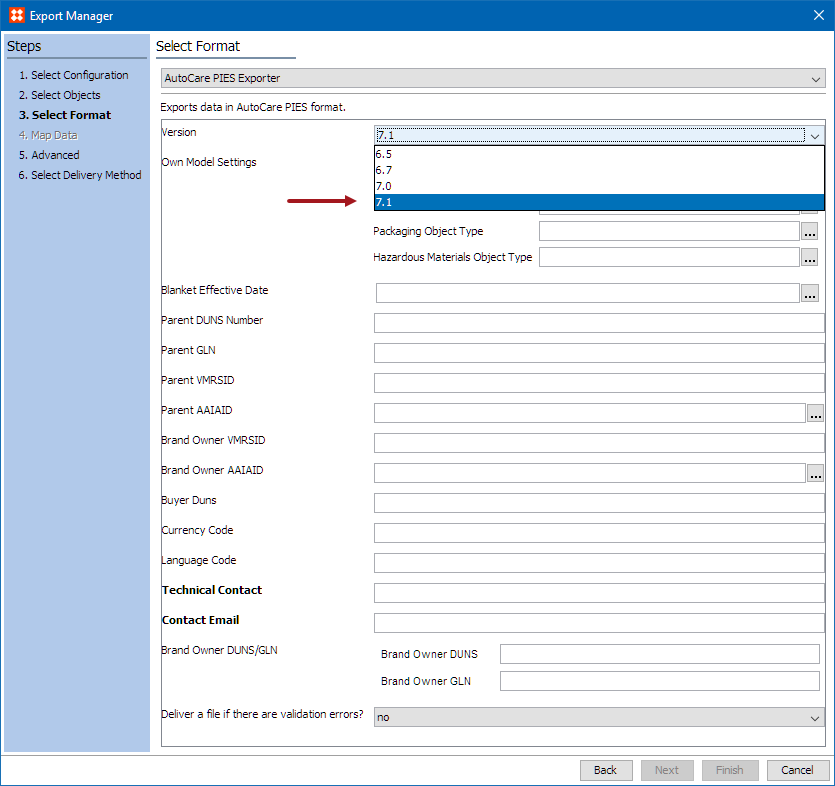 Export Manager
Steps
1. Select Configuration
2. Select Objects
3. Select Format
4. Map Data
5. Advanced
6. Select Delivery Method
Select Format
AutoCare PIES Exporter
Exports data in AutoCare PIES format.
Version
7.1
6.5
6.7
7.0
7.1
Own Model Settings
Packaging Object Type
...
Hazardous Materials Object Type
...
Blanket Effective Date
...
Parent DUNS Number
Parent GLN
Parent VMRSID
Parent AAIAID
...
Brand Owner VMRSID
Brand Owner AAIAID
...
Buyer Duns
Currency Code
Language Code
Technical Contact
Contact Email
Brand Owner DUNS/GLN
Brand Owner DUNS
Brand Owner GLN
Deliver a file if there are validation errors?
no
Back
Next
Finish
Cancel